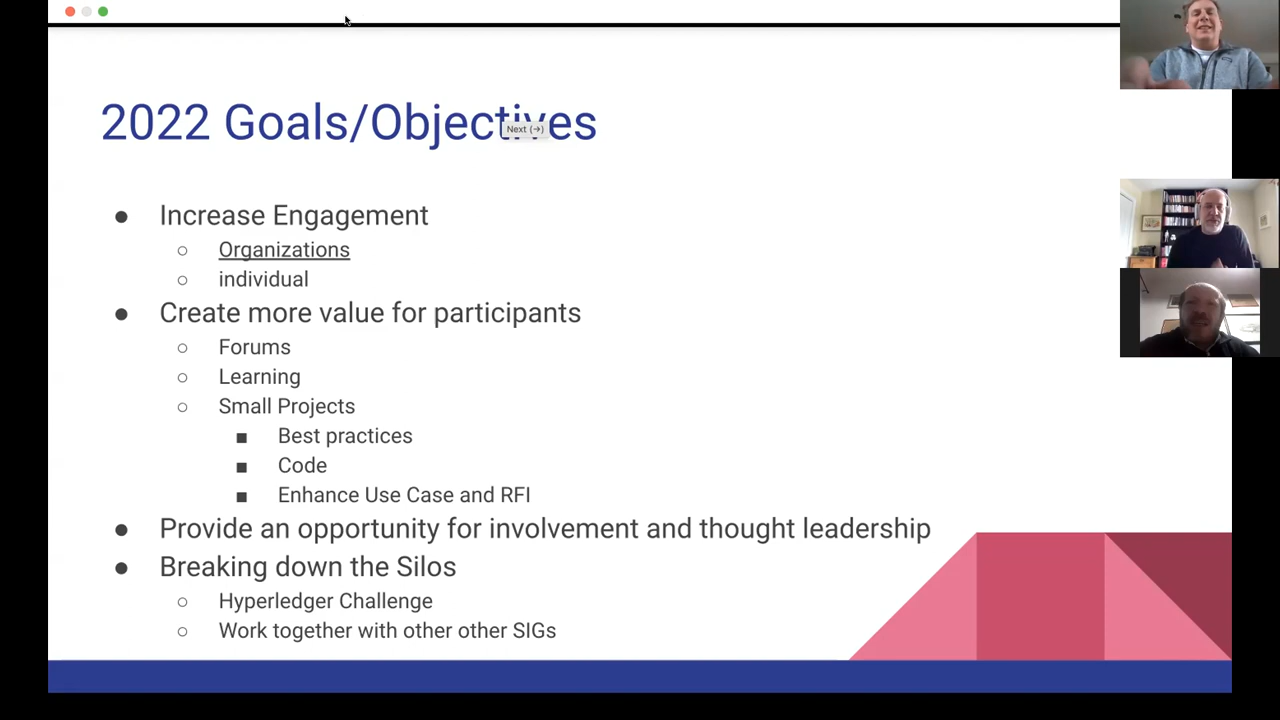 2022 Goals/Objectives
Next (→)
● Increase Engagement
○ Organizations
○ individual
● Create more value for participants
○ Forums
○ Learning
○ Small Projects
■ Best practices
■ Code
■ Enhance Use Case and RFI
● Provide an opportunity for involvement and thought leadership
● Breaking down the Silos
○ Hyperledger Challenge
○ Work together with other other SIGs